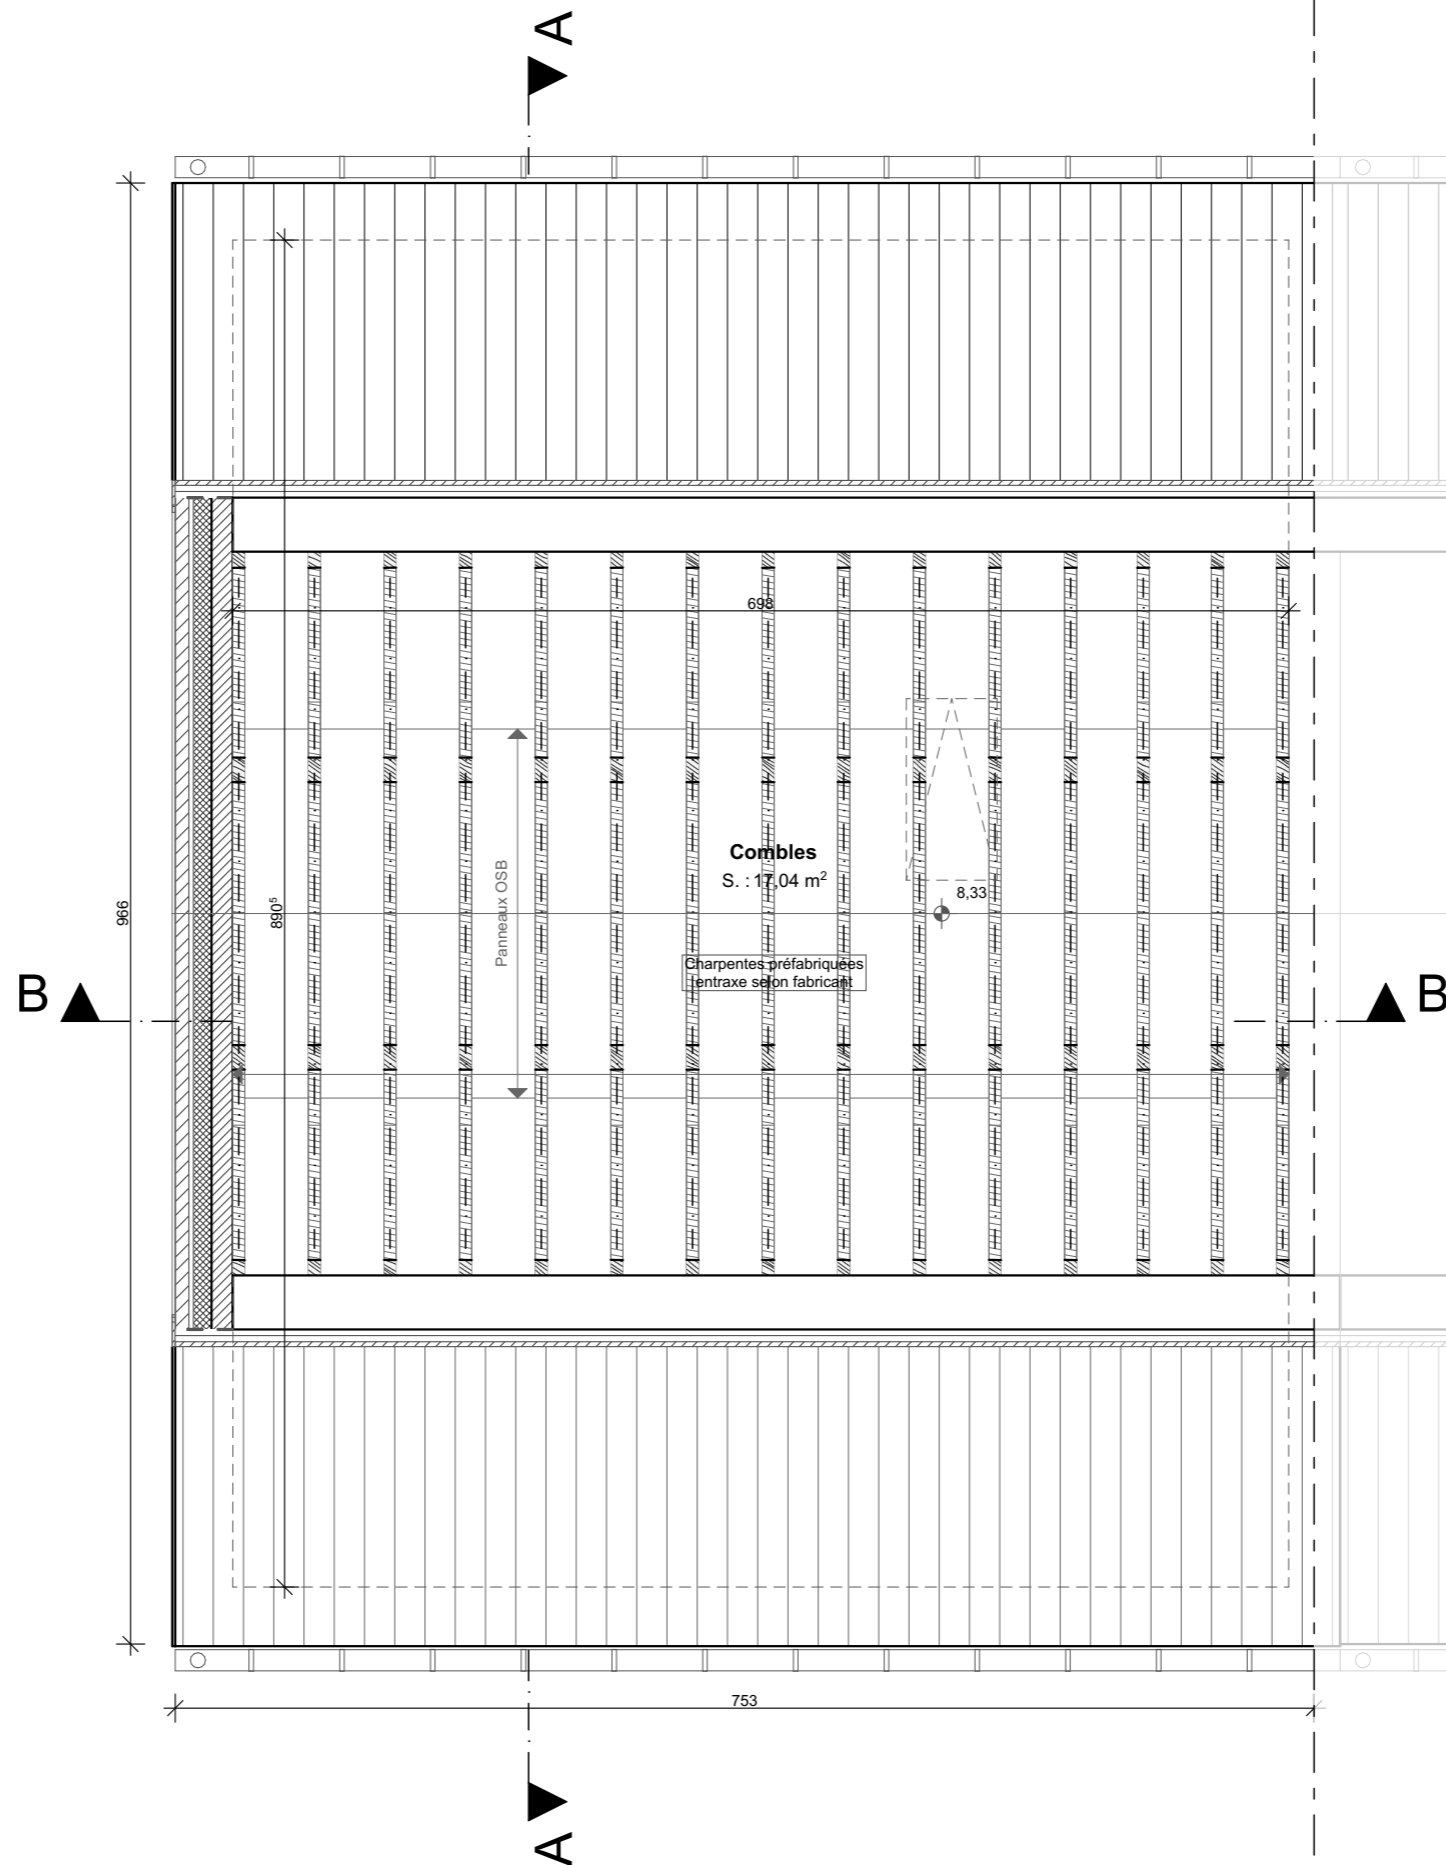 A
698
Panneaux OSB
Combles
S. : 17,04 m²
8,33
966
890⁵
Charpentes préfabriquées
entraxe selon fabricant
B
B
753
A